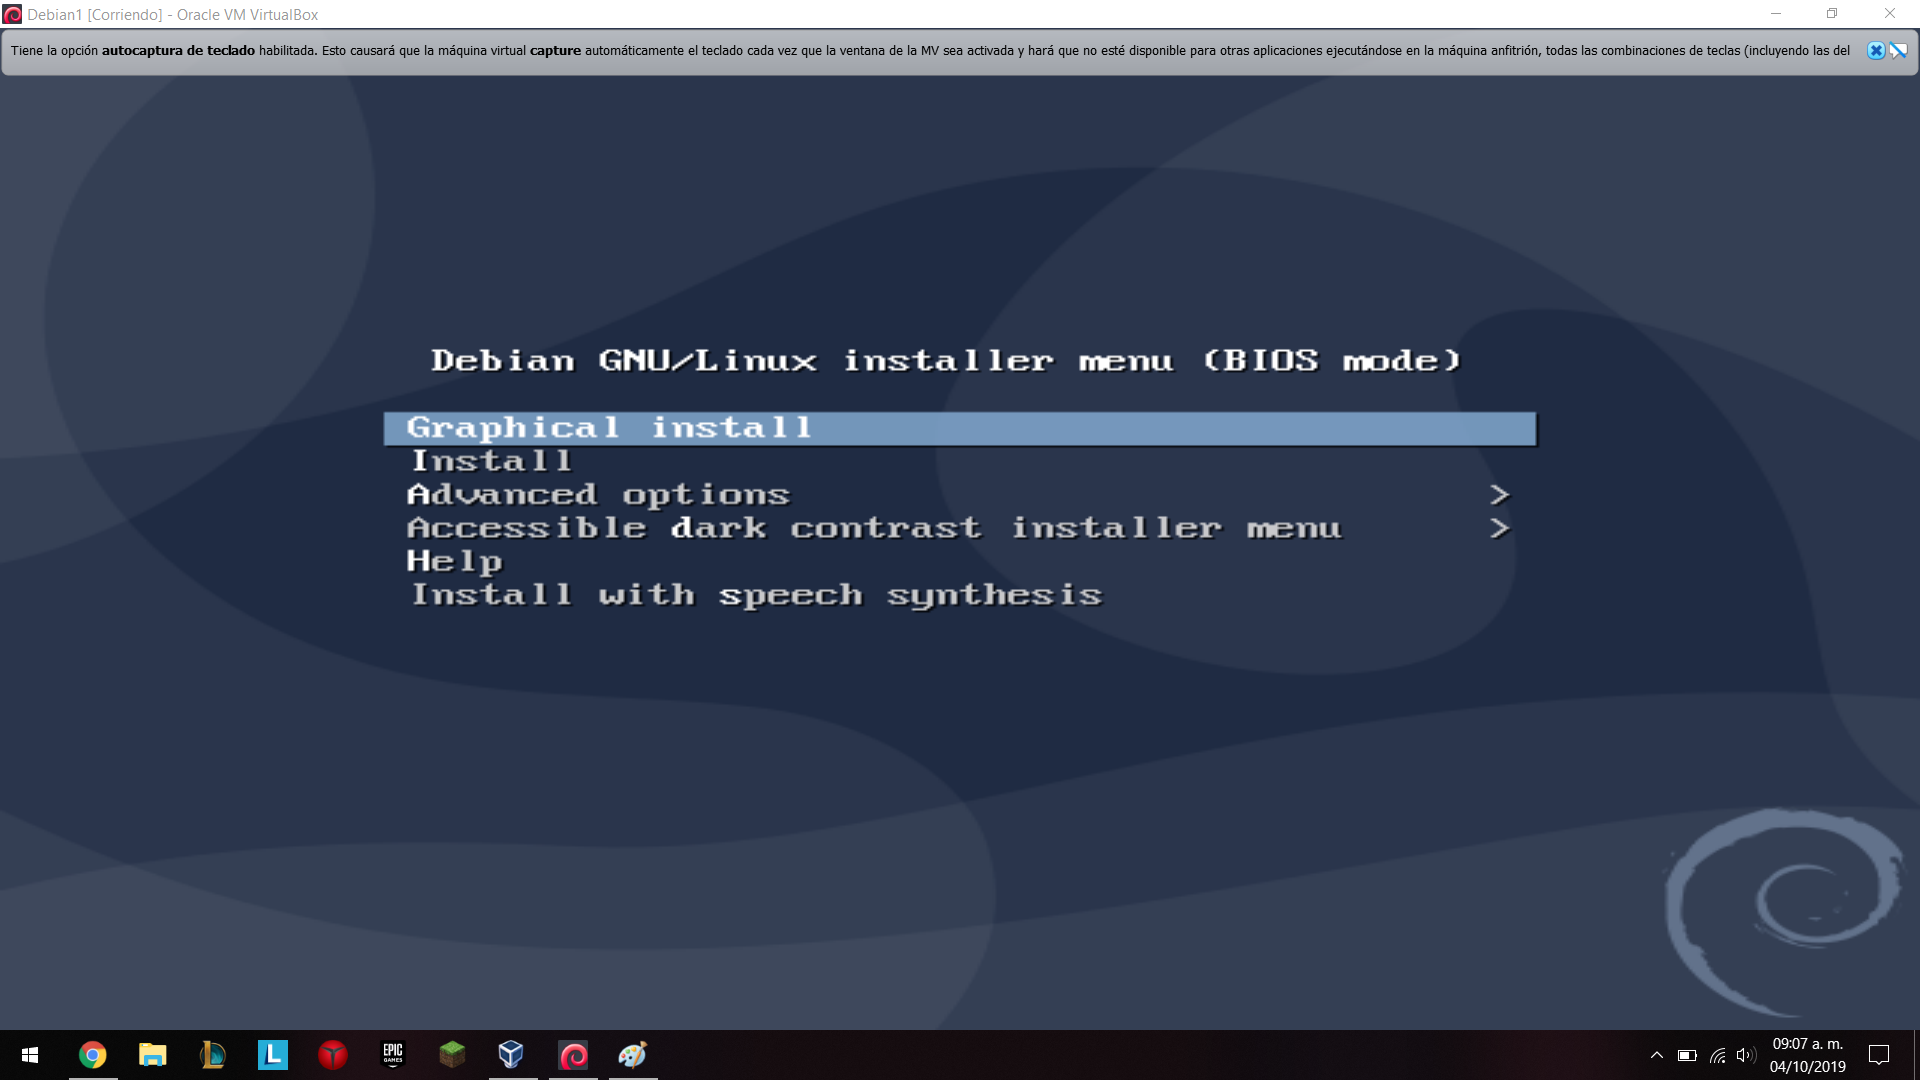 Debian1 [Corriendo] - Oracle VM VirtualBox
Tiene la opción autocaptura de teclado habilitada. Esto causará que la máquina virtual capture automáticamente el teclado cada vez que la ventana de la MV sea activada y hará que no esté disponible para otras aplicaciones ejecutándose en la máquina anfitrión, todas las combinaciones de teclas (incluyendo las del
Debian GNU/Linux installer menu (BIOS mode)
Graphical install
Install
Advanced options >
Accessible dark contrast installer menu >
Help
Install with speech synthesis
L
EPIC
GAMES
09:07 a. m.
04/10/2019